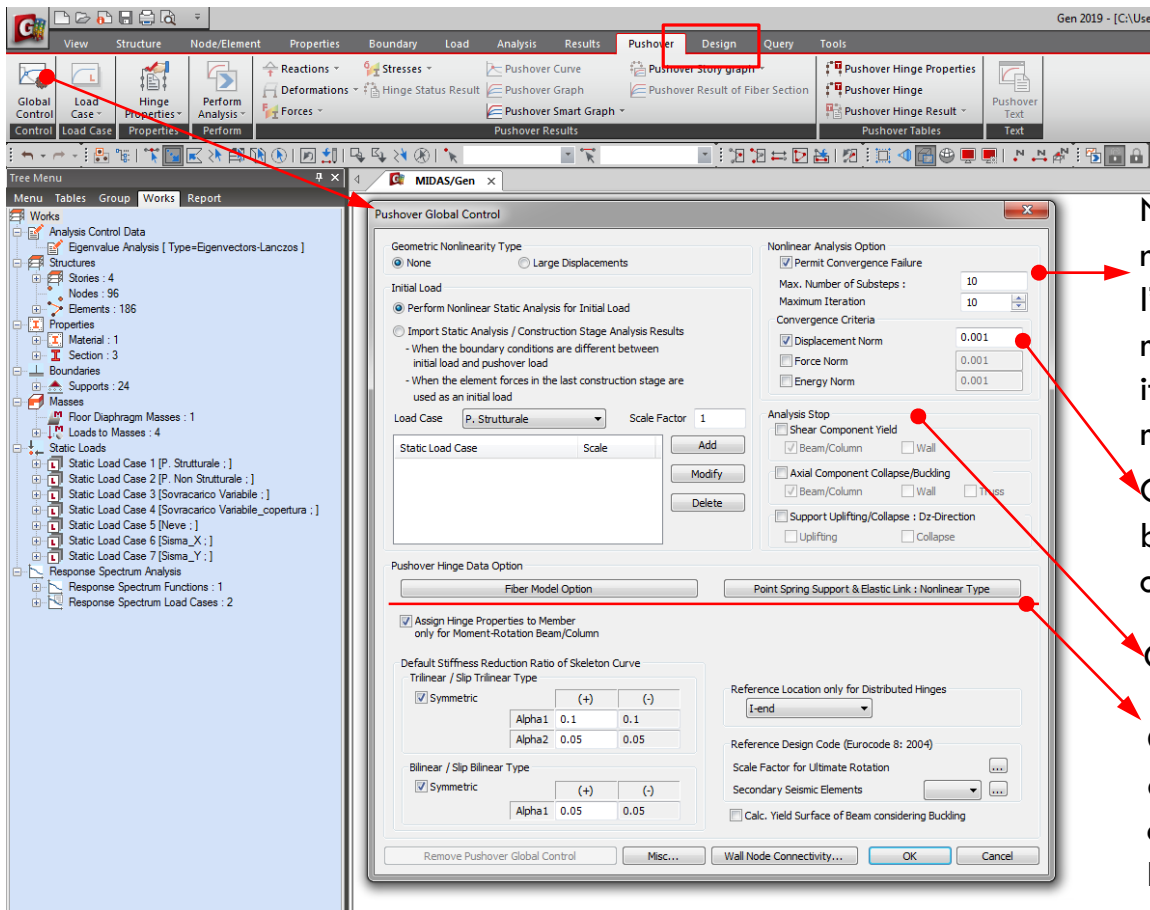 Gen 2019 - [C:\Use
View Structure Node/Element Properties Boundary Load Analysis Results Pushover Design Query Tools
Global Control
Load Case
Hinge Properties
Perform Analysis
Reactions
Deformations
Forces
Stresses
Hinge Status Result
Pushover Curve
Pushover Graph
Pushover Smart Graph
Pushover Story graph
Pushover Result of Fiber Section
Pushover Hinge Properties
Pushover Hinge
Pushover Hinge Result
Pushover Text
Control Load Case Properties Perform Pushover Results Pushover Tables Text
Tree Menu
Menu Tables Group Works Report
Works
Analysis Control Data
Eigenvalue Analysis [ Type=Eigenvectors-Lanczos ]
Structures
Stories : 4
Nodes : 96
Elements : 186
Properties
Material : 1
Section : 3
Boundaries
Supports : 24
Masses
Floor Diaphragm Masses : 1
Loads to Masses : 4
Static Loads
Static Load Case 1 [P. Strutturale ; ]
Static Load Case 2 [P. Non Strutturale ; ]
Static Load Case 3 [Sovracarico Variabile ; ]
Static Load Case 4 [Sovracarico Variabile_copertura ; ]
Static Load Case 5 [Neve ; ]
Static Load Case 6 [Sisma_X ; ]
Static Load Case 7 [Sisma_Y ; ]
Response Spectrum Analysis
Response Spectrum Functions : 1
Response Spectrum Load Cases : 2
MIDAS/Gen
Pushover Global Control
Geometric Nonlinearity Type
None Large Displacements
Initial Load
Perform Nonlinear Static Analysis for Initial Load
Import Static Analysis / Construction Stage Analysis Results
- When the boundary conditions are different between
initial load and pushover load
- When the element forces in the last construction stage are
used as an initial load
Load Case P. Strutturale Scale Factor 1
Static Load Case Scale
Add
Modify
Delete
Nonlinear Analysis Option
Permit Convergence Failure
Max. Number of Substeps : 10
Maximum Iteration 10
Convergence Criteria
Displacement Norm 0.001
Force Norm 0.001
Energy Norm 0.001
Analysis Stop
Shear Component Yield
Beam/Column Wall
Axial Component Collapse/Buckling
Beam/Column Wall Truss
Support Uplifting/Collapse : Dz-Direction
Uplifting Collapse
Pushover Hinge Data Option
Fiber Model Option Point Spring Support & Elastic Link : Nonlinear Type
Assign Hinge Properties to Member
only for Moment-Rotation Beam/Column
Default Stiffness Reduction Ratio of Skeleton Curve
Trilinear / Slip Trilinear Type
Symmetric (+) (-)
Alpha1 0.1 0.1
Alpha2 0.05 0.05
Bilinear / Slip Bilinear Type
Symmetric (+) (-)
Alpha1 0.05 0.05
Reference Location only for Distributed Hinges
I-end
Reference Design Code (Eurocode 8: 2004)
Scale Factor for Ultimate Rotation ...
Secondary Seismic Elements ...
Calc. Yield Surface of Beam considering Buckling
Remove Pushover Global Control Misc... Wall Node Connectivity... OK Cancel